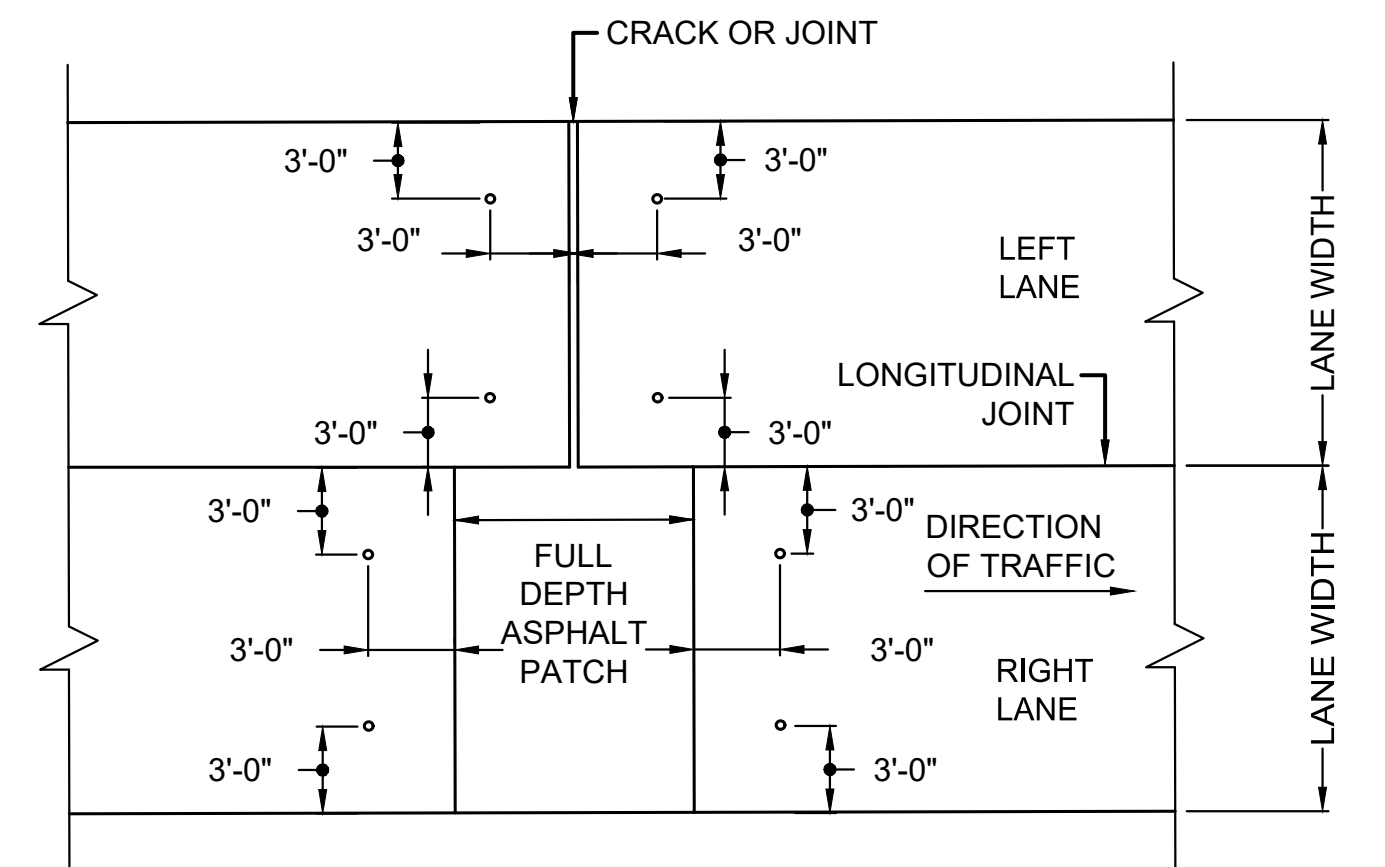 CRACK OR JOINT
3'-0"
3'-0"
3'-0"
3'-0"
LEFT
LANE
LANE WIDTH
LONGITUDINAL
JOINT
3'-0"
3'-0"
3'-0"
3'-0"
DIRECTION
OF TRAFFIC
FULL
DEPTH
ASPHALT
PATCH
LANE WIDTH
3'-0"
3'-0"
RIGHT
LANE
3'-0"
3'-0"